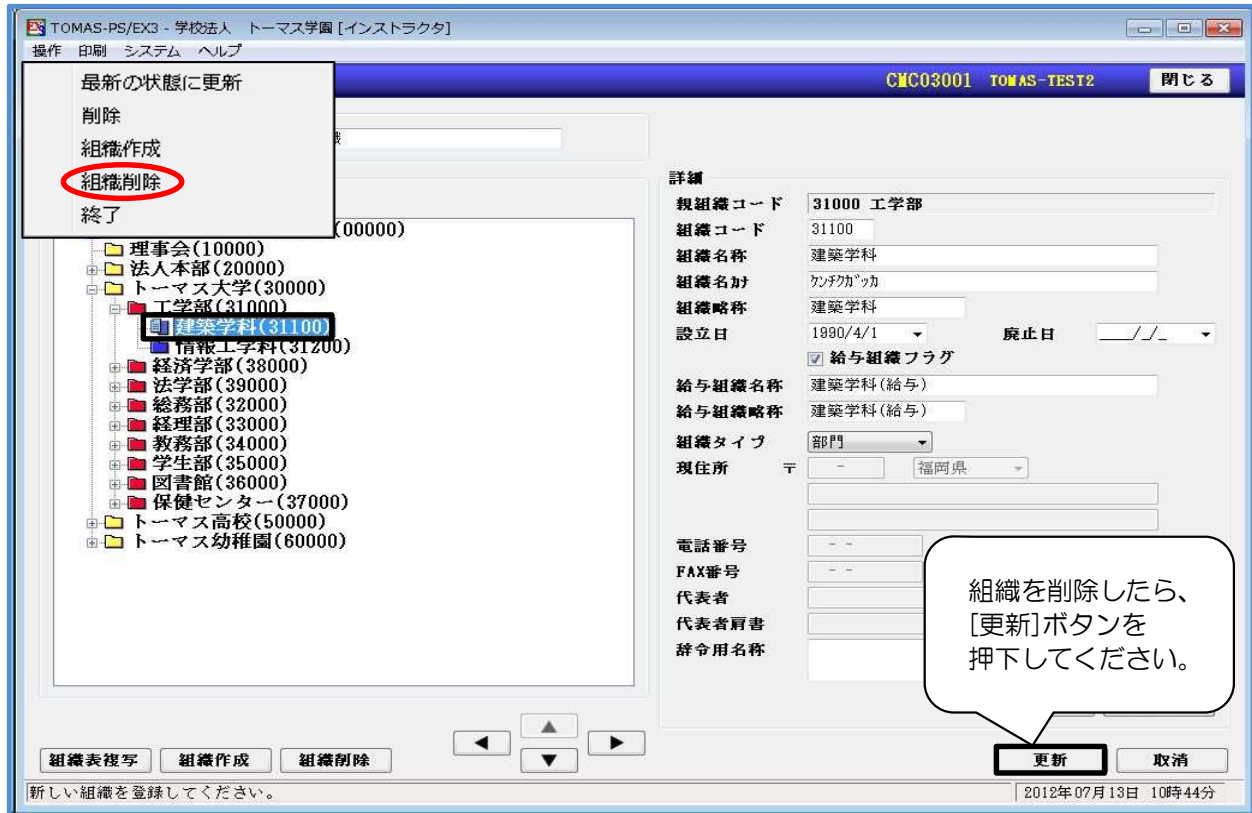 TOMAS-PS/EX3 - 学校法人 トーマス学園 [インストラクタ]
操作 印刷 システム ヘルプ
最新の状態に更新
削除
組織作成
組織削除
終了
CMC03001 TOMAS-TEST2 閉じる
(00000)
理事会(10000)
法人本部(20000)
トーマス大学(30000)
工学部(31000)
建築学科(31100)
情報工学科(31200)
経済学部(38000)
法学部(39000)
総務部(32000)
経理部(33000)
教務部(34000)
学生部(35000)
図書館(36000)
保健センター(37000)
トーマス高校(50000)
トーマス幼稚園(60000)
詳細
親組織コード 31000 工学部
組織コード 31100
組織名称 建築学科
組織名カナ ケンチクガッカ
組織略称 建築学科
設立日 1990/4/1 廃止日 ____/_/_
給与組織フラグ
給与組織名称 建築学科(給与)
給与組織略称 建築学科(給与)
組織タイプ 部門
現住所 〒 - 福岡県
電話番号 - -
FAX番号 - -
代表者
代表者肩書
辞令用名称
組織を削除したら、
[更新]ボタンを
押下してください。
組織表複写 組織作成 組織削除 ◀ ▲ ▼ ▶ 更新 取消
新しい組織を登録してください。 2012年07月13日 10時44分